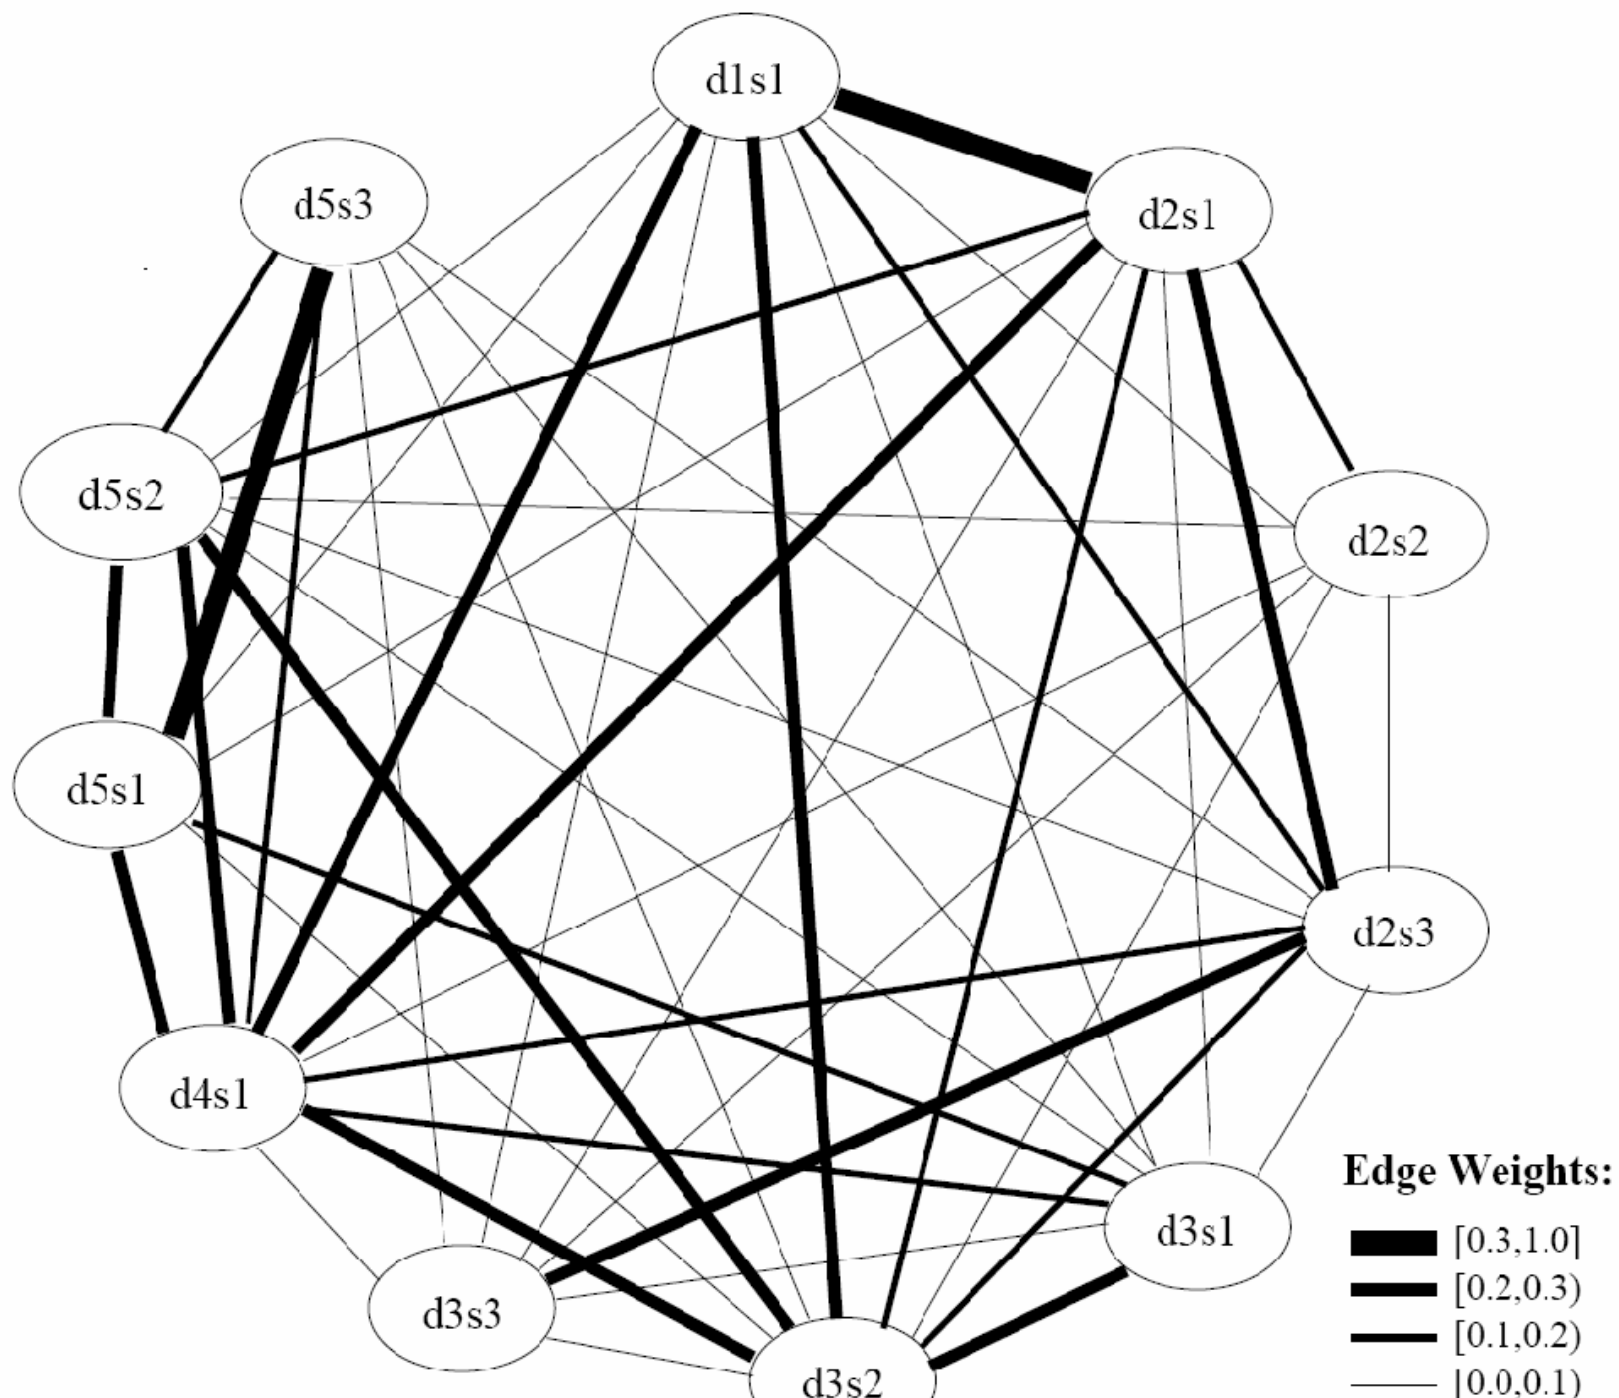 d1s1
d5s3
d2s1
d5s2
d2s2
d5s1
d2s3
d4s1
d3s1
d3s3
d3s2
Edge Weights:
[0.3,1.0]
[0.2,0.3)
[0.1,0.2)
[0.0,0.1)